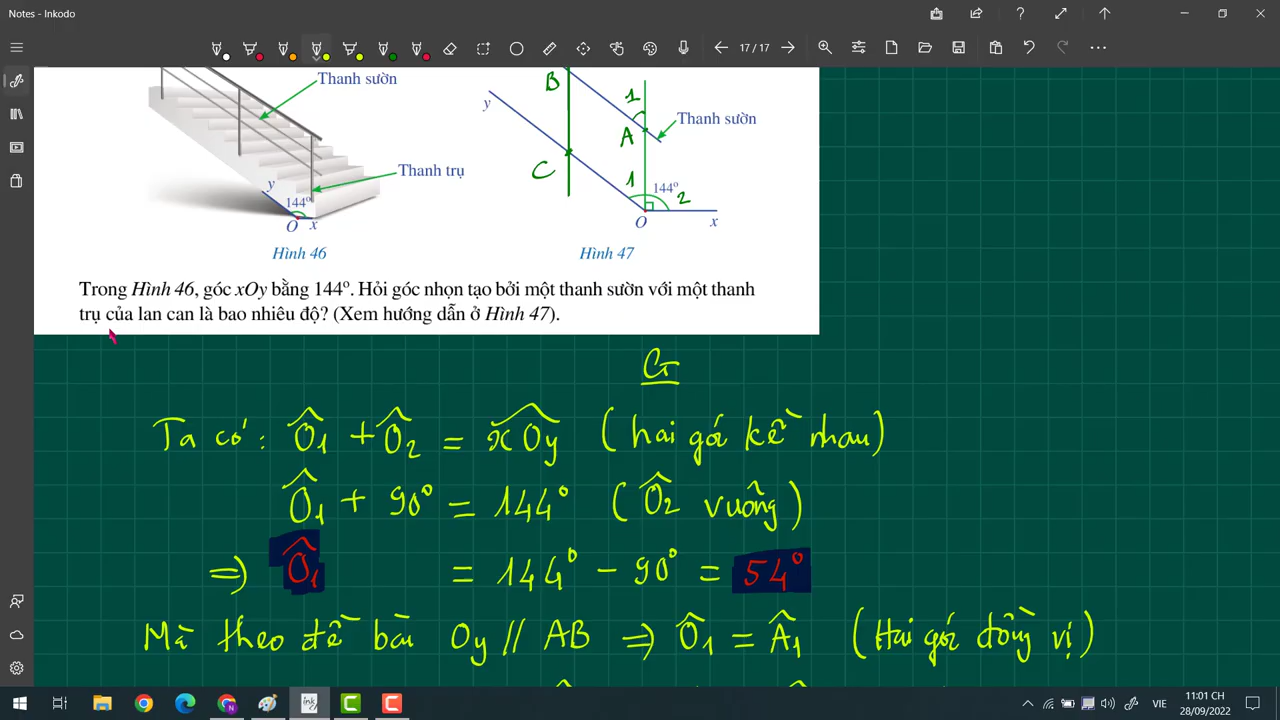 Notes - Inkodo
17/17
Thanh sườn
Thanh trụ
y
144°
O x
Hình 46
B
y
1
A
Thanh sườn
C
1
144°
2
O
x
Hình 47
Trong Hình 46, góc xOy bằng 144°. Hỏi góc nhọn tạo bởi một thanh sườn với một thanh
trụ của lan can là bao nhiêu độ? (Xem hướng dẫn ở Hình 47).
G
Ta có: Ô1 + Ô2 = xOy (hai góc kề nhau)
Ô1 + 90° = 144° (Ô2 vuông)
=> Ô1 = 144° - 90° = 54°
Mà theo đề bài Oy // AB => Ô1 = Â1 (Hai góc đồng vị)
VIE
11:01 CH
28/09/2022